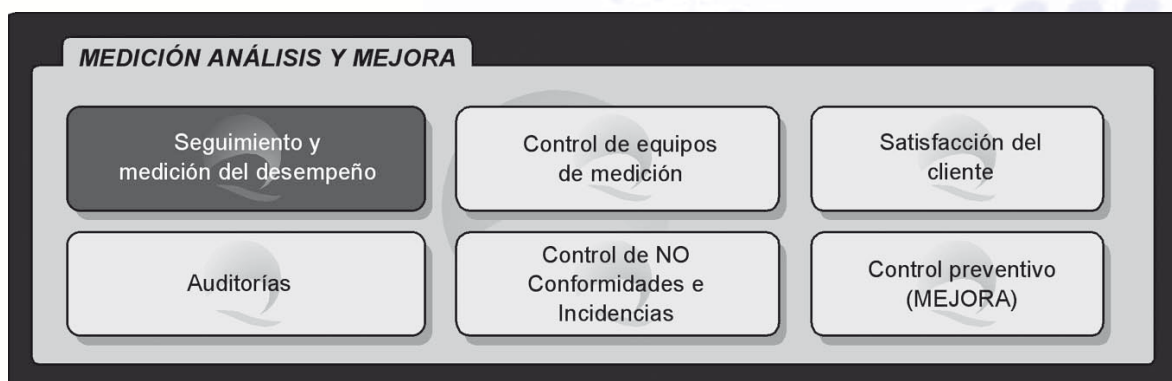 MEDICIÓN ANÁLISIS Y MEJORA
Seguimiento y
medición del desempeño
Control de equipos
de medición
Satisfacción del
cliente
Auditorías
Control de NO
Conformidades e
Incidencias
Control preventivo
(MEJORA)